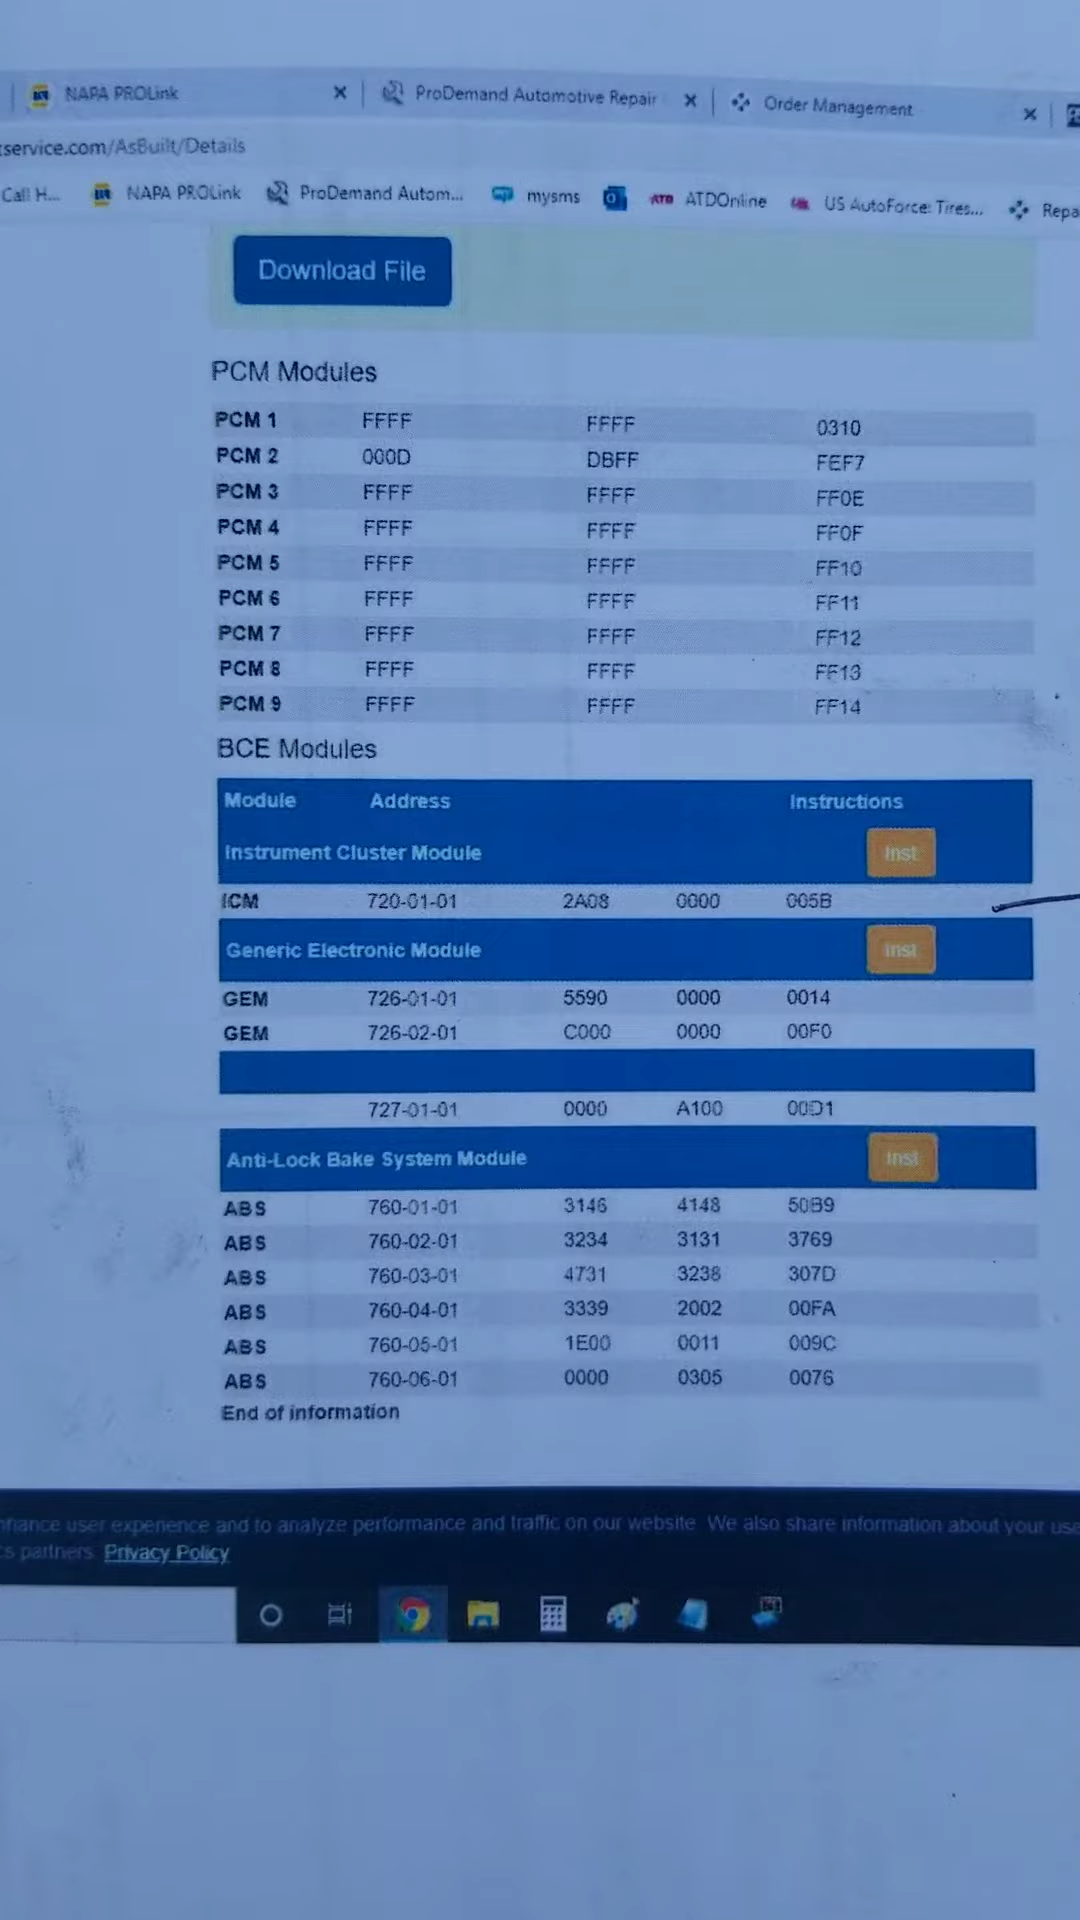 NAPA PROLink × ProDemand Automotive Repair × Order Management ×
service.com/AsBuilt/Details
Call H... NAPA PROLink ProDemand Autom... mysms ATD ATDOnline US AutoForce: Tires... Repa
Download File
PCM Modules
PCM 1 FFFF FFFF 0310
PCM 2 000D DBFF FEF7
PCM 3 FFFF FFFF FF0E
PCM 4 FFFF FFFF FF0F
PCM 5 FFFF FFFF FF10
PCM 6 FFFF FFFF FF11
PCM 7 FFFF FFFF FF12
PCM 8 FFFF FFFF FF13
PCM 9 FFFF FFFF FF14
BCE Modules
Module Address Instructions
Instrument Cluster Module Inst
ICM 720-01-01 2A08 0000 005B
Generic Electronic Module Inst
GEM 726-01-01 5590 0000 0014
GEM 726-02-01 C000 0000 00F0
727-01-01 0000 A100 00D1
Anti-Lock Bake System Module Inst
ABS 760-01-01 3146 4148 50B9
ABS 760-02-01 3234 3131 3769
ABS 760-03-01 4731 3238 307D
ABS 760-04-01 3339 2002 00FA
ABS 760-05-01 1E00 0011 009C
ABS 760-06-01 0000 0305 0076
End of information
nhance user experience and to analyze performance and traffic on our website. We also share information about your use
cs partners. Privacy Policy